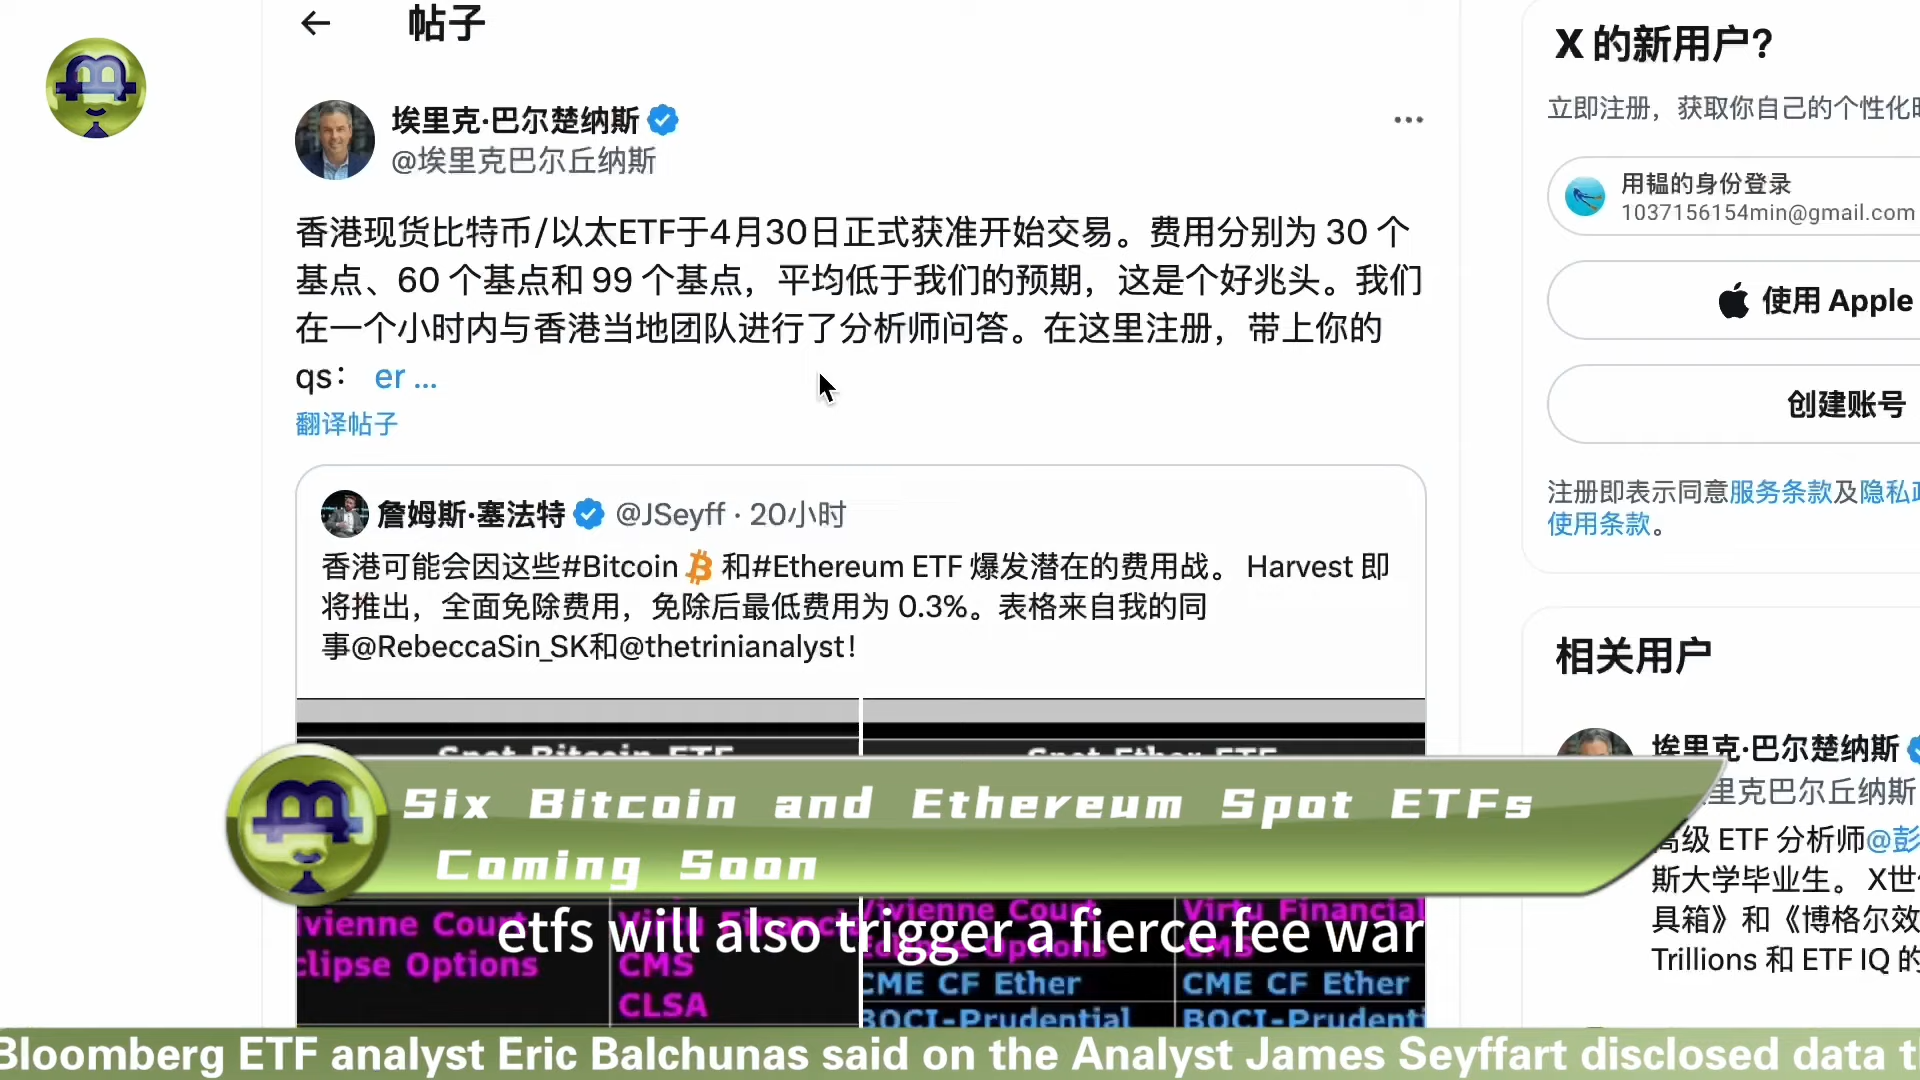 帖子
埃里克·巴尔楚纳斯
@埃里克巴尔丘纳斯
香港现货比特币/以太ETF于4月30日正式获准开始交易。费用分别为 30 个
基点、60 个基点和 99 个基点，平均低于我们的预期，这是个好兆头。我们
在一个小时内与香港当地团队进行了分析师问答。在这里注册，带上你的
qs： er ...
翻译帖子
詹姆斯·塞法特 @JSeyff · 20小时
香港可能会因这些#Bitcoin 和#Ethereum ETF 爆发潜在的费用战。 Harvest 即
将推出，全面免除费用，免除后最低费用为 0.3%。表格来自我的同
事@RebeccaSin_SK和@thetrinianalyst！
Spot Bitcoin ETF
Spot Ether ETF
Six Bitcoin and Ethereum Spot ETFs
Coming Soon
Virtu Financial
Vivienne Court
Virtu Financial
Options
CMS
CMS
CLSA
CME CF Ether
CME CF Ether
BOCI-Prudential
BOCI-Prudenti
etfs will also trigger a fierce fee war
Bloomberg ETF analyst Eric Balchunas said on the Analyst James Seyffart disclosed data t
X 的新用户？
立即注册，获取你自己的个性化
用韫的身份登录
1037156154min@gmail.com
使用 Apple
创建账号
注册即表示同意服务条款及隐私
使用条款。
相关用户
埃里克·巴尔楚纳斯
里克巴尔丘纳斯
高级 ETF 分析师@彭
斯大学毕业生。 X世
具箱》和《博格尔效
Trillions 和 ETF IQ 的